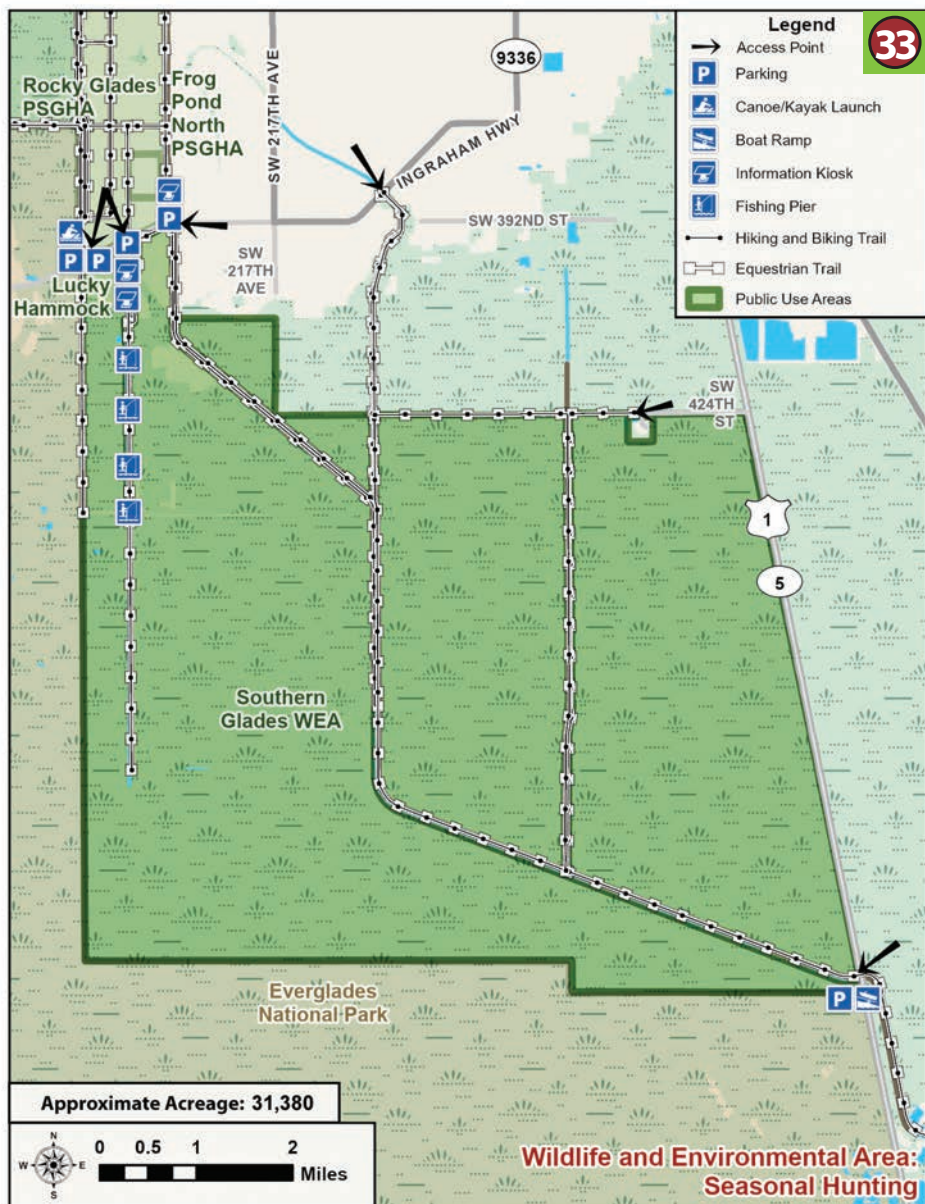 33
Legend
Access Point
P
Parking
Canoe/Kayak Launch
Boat Ramp
Information Kiosk
Fishing Pier
Hiking and Biking Trail
Equestrian Trail
Public Use Areas
Rocky Glades
PSGHA
Frog
Pond
North
PSGHA
SW 217TH AVE
9336
INGRAHAM HWY
SW 392ND ST
P
P
P
P
SW
217TH
AVE
Lucky
Hammock
SW
424TH
ST
1
5
Southern
Glades WEA
Everglades
National Park
P
Approximate Acreage: 31,380
N
W
E
S
0 0.5 1 2
Miles
Wildlife and Environmental Area:
Seasonal Hunting